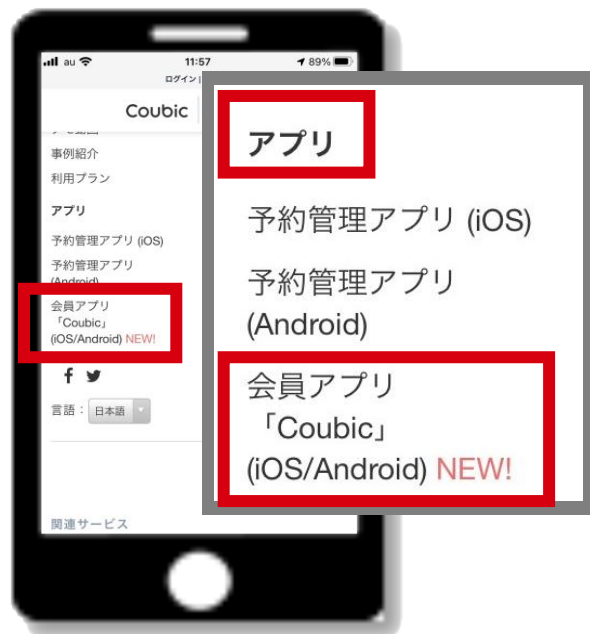 au 11:57 89%
ログイン
Coubic
事例紹介
利用プラン
アプリ
予約管理アプリ (iOS)
予約管理アプリ
(Android)
会員アプリ
「Coubic」
(iOS/Android) NEW!
言語: 日本語
関連サービス
アプリ
予約管理アプリ (iOS)
予約管理アプリ
(Android)
会員アプリ
「Coubic」
(iOS/Android) NEW!